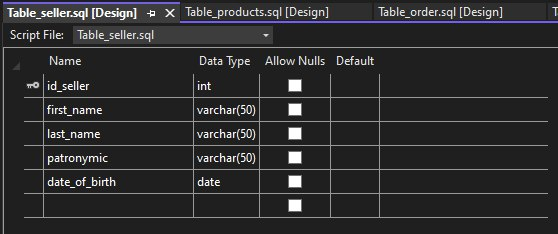 Table_seller.sql [Design] Table_products.sql [Design] Table_order.sql [Design]
Script File: Table_seller.sql
Name Data Type Allow Nulls Default
id_seller int
first_name varchar(50)
last_name varchar(50)
patronymic varchar(50)
date_of_birth date